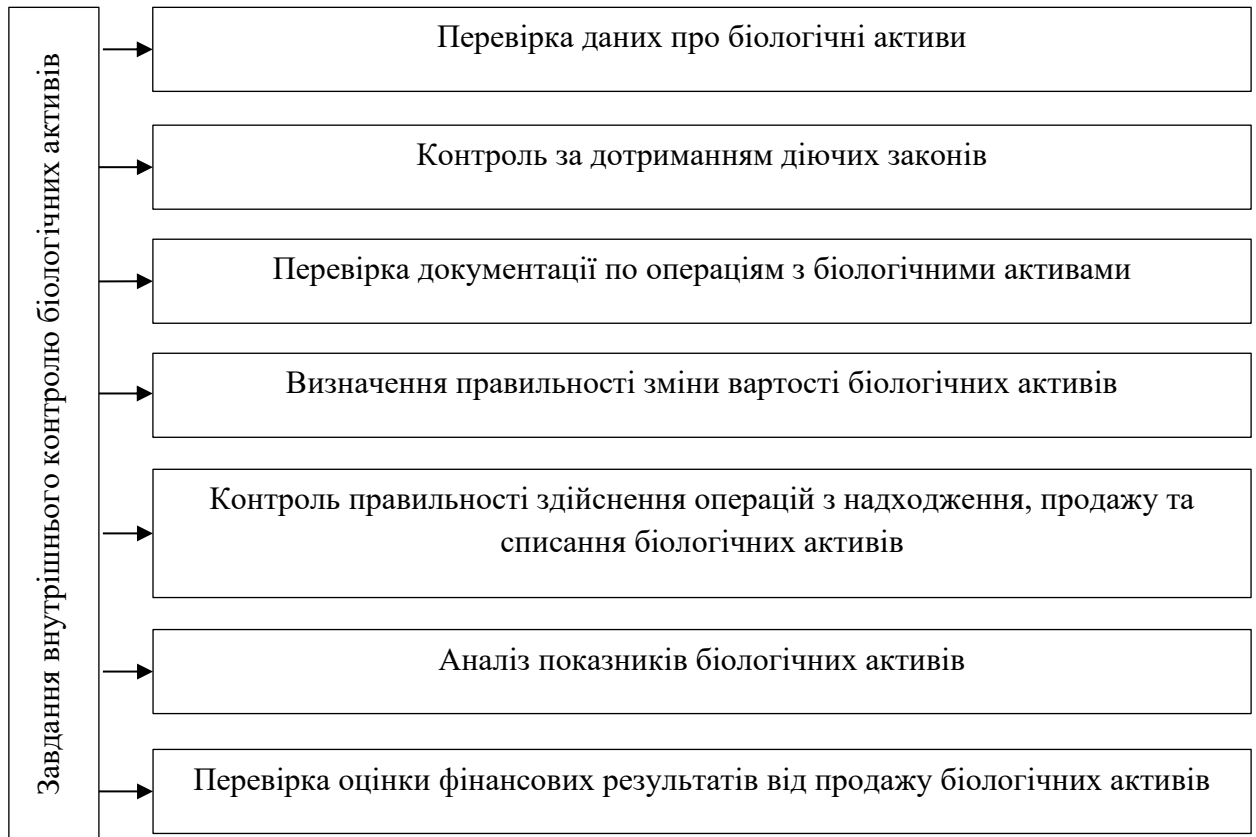 Завдання внутрішнього контролю біологічних активів
Перевірка даних про біологічні активи
Контроль за дотриманням діючих законів
Перевірка документації по операціям з біологічними активами
Визначення правильності зміни вартості біологічних активів
Контроль правильності здійснення операцій з надходження, продажу та
списання біологічних активів
Аналіз показників біологічних активів
Перевірка оцінки фінансових результатів від продажу біологічних активів